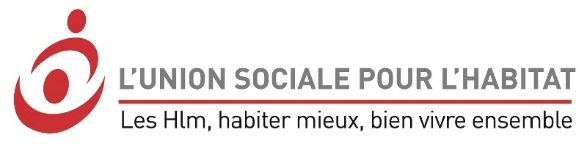 L'UNION SOCIALE POUR L'HABITAT
Les Hlm, habiter mieux, bien vivre ensemble